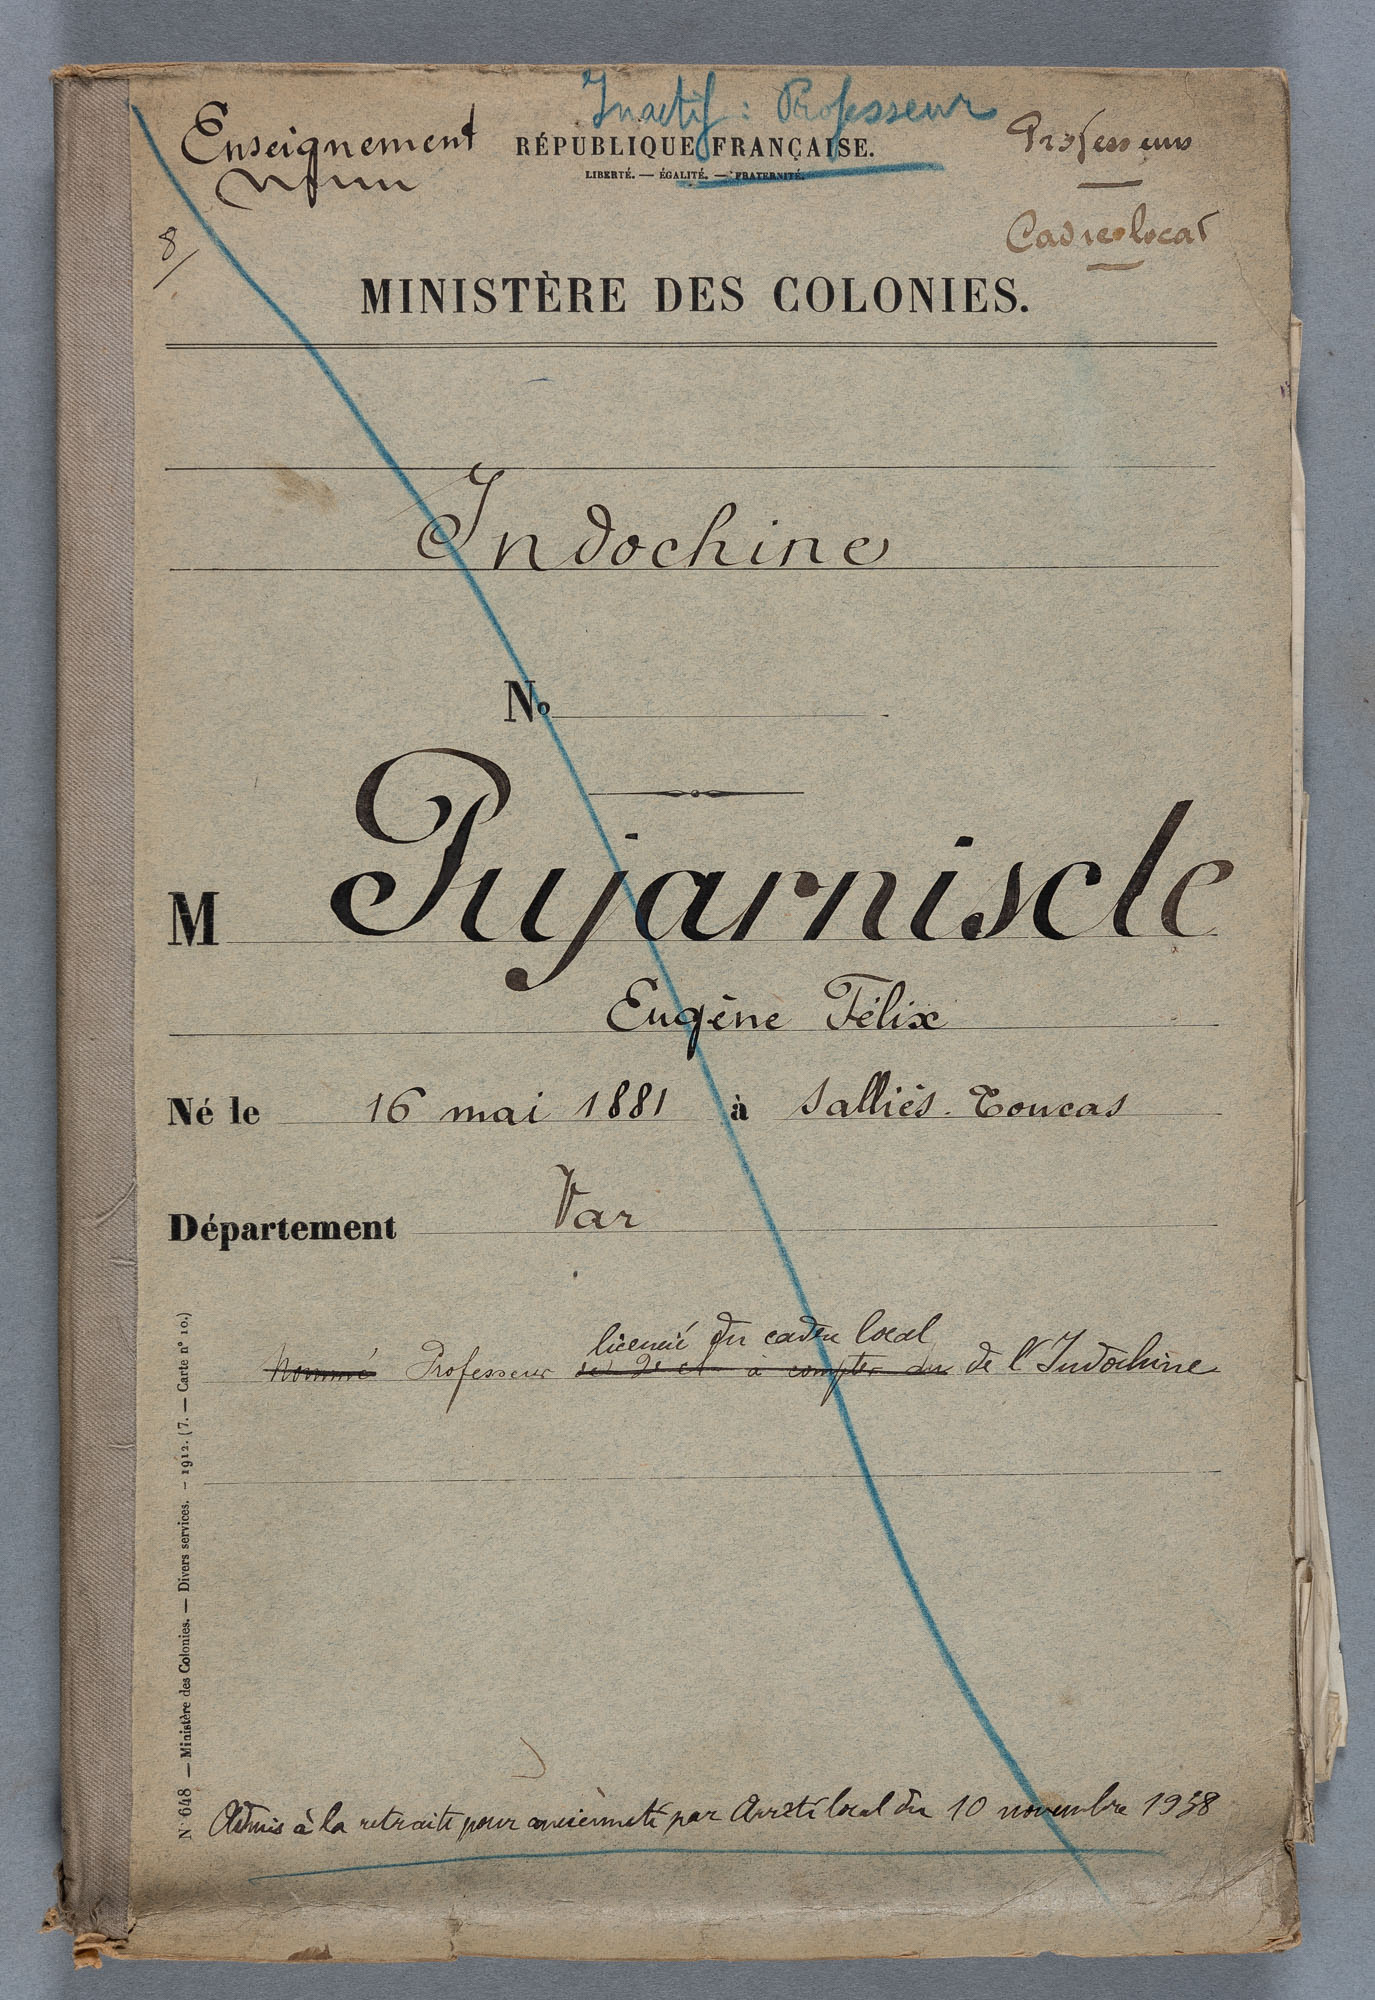 Inactif : Professeur
Enseignement
RÉPUBLIQUE FRANÇAISE.
LIBERTÉ. — ÉGALITÉ. — FRATERNITÉ.
Professeurs
Cadre local
8
MINISTÈRE DES COLONIES.
Indochine
No
M Pujarniscle
Eugène Félix
Né le 16 mai 1881 à Salliès-Toucas
Département Var
licencié du cadre local
Nommé Professeur à compter du de l'Indochine
Admis à la retraite pour ancienneté par Arrêté local du 10 novembre 1938
N° 648 — Ministère des Colonies. — Divers services. — 1912. (7. — Carte n° 10.)